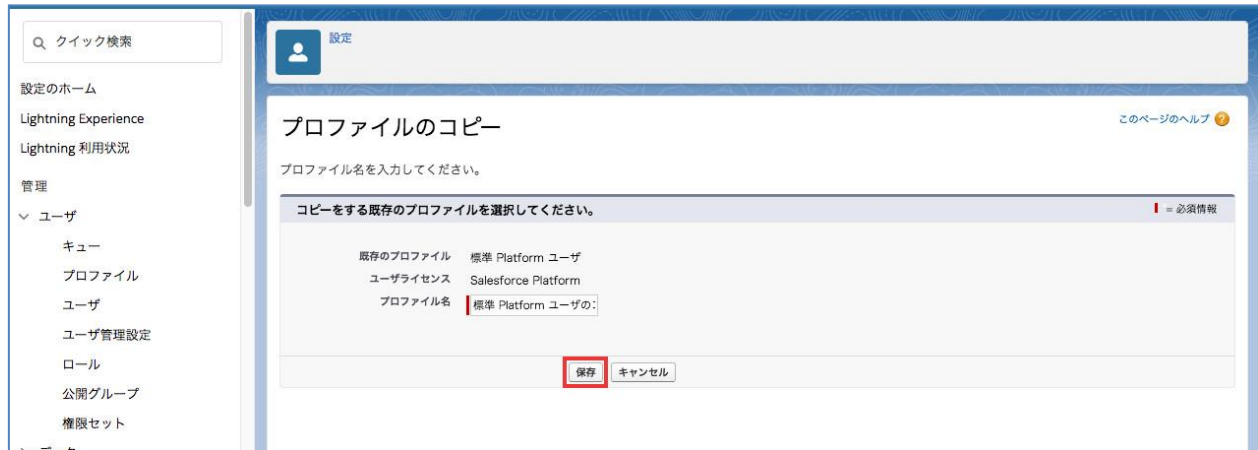 クイック検索
設定のホーム
Lightning Experience
Lightning 利用状況
管理
ユーザ
キュー
プロファイル
ユーザ
ユーザ管理設定
ロール
公開グループ
権限セット
設定
プロファイルのコピー
このページのヘルプ
プロファイル名を入力してください。
コピーをする既存のプロファイルを選択してください。
= 必須情報
既存のプロファイル 標準 Platform ユーザ
ユーザライセンス Salesforce Platform
プロファイル名 標準 Platform ユーザの
保存 キャンセル